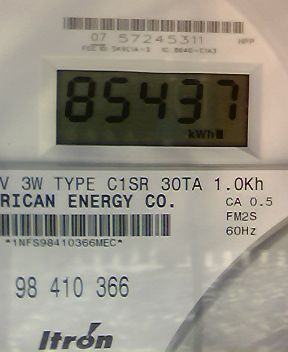 07 57245311
85437
kWh
V 3W TYPE C1SR 30TA 1.0Kh
RICAN ENERGY CO.
CA 0.5
FM2S
60Hz
*1NFS98410366MEC*
98 410 366
Itrón